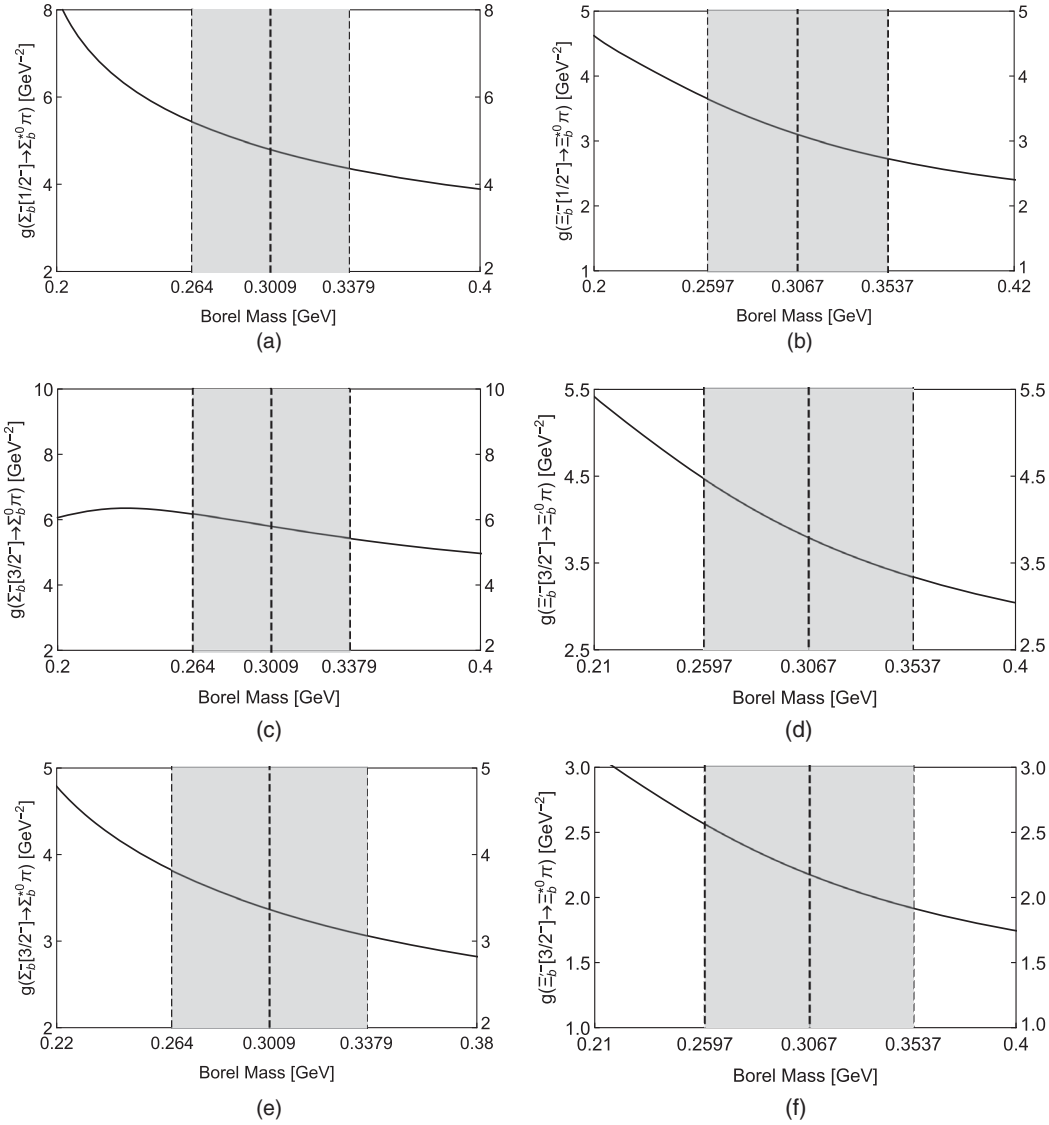 g(Σb⁻[1/2⁻]→Σb*⁰π) [GeV⁻²]
8
6
4
2
8
6
4
2
0.2 0.264 0.3009 0.3379 0.4
Borel Mass [GeV]
(a)
g(Ξ′b⁻[1/2⁻]→Ξb*⁰π) [GeV⁻²]
5
4
3
2
1
5
4
3
2
1
0.2 0.2597 0.3067 0.3537 0.42
Borel Mass [GeV]
(b)
g(Σb⁻[3/2⁻]→Σb⁰π) [GeV⁻²]
10
8
6
4
2
10
8
6
4
2
0.2 0.264 0.3009 0.3379 0.4
Borel Mass [GeV]
(c)
g(Ξ′b⁻[3/2⁻]→Ξ′b⁰π) [GeV⁻²]
5.5
4.5
3.5
2.5
5.5
4.5
3.5
2.5
0.21 0.2597 0.3067 0.3537 0.4
Borel Mass [GeV]
(d)
g(Σb⁻[3/2⁻]→Σb*⁰π) [GeV⁻²]
5
4
3
2
5
4
3
2
0.22 0.264 0.3009 0.3379 0.38
Borel Mass [GeV]
(e)
g(Ξ′b⁻[3/2⁻]→Ξb*⁰π) [GeV⁻²]
3.0
2.5
2.0
1.5
1.0
3.0
2.5
2.0
1.5
1.0
0.21 0.2597 0.3067 0.3537 0.4
Borel Mass [GeV]
(f)